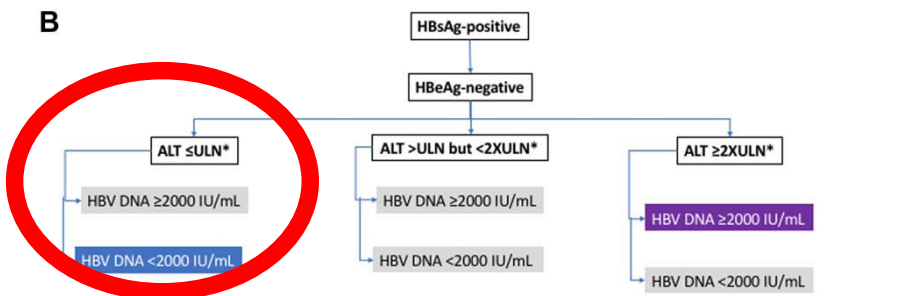 B
HBsAg-positive
HBeAg-negative
ALT ≤ULN*
HBV DNA ≥2000 IU/mL
HBV DNA <2000 IU/mL
ALT >ULN but <2XULN*
HBV DNA ≥2000 IU/mL
HBV DNA <2000 IU/mL
ALT ≥2XULN*
HBV DNA ≥2000 IU/mL
HBV DNA <2000 IU/mL